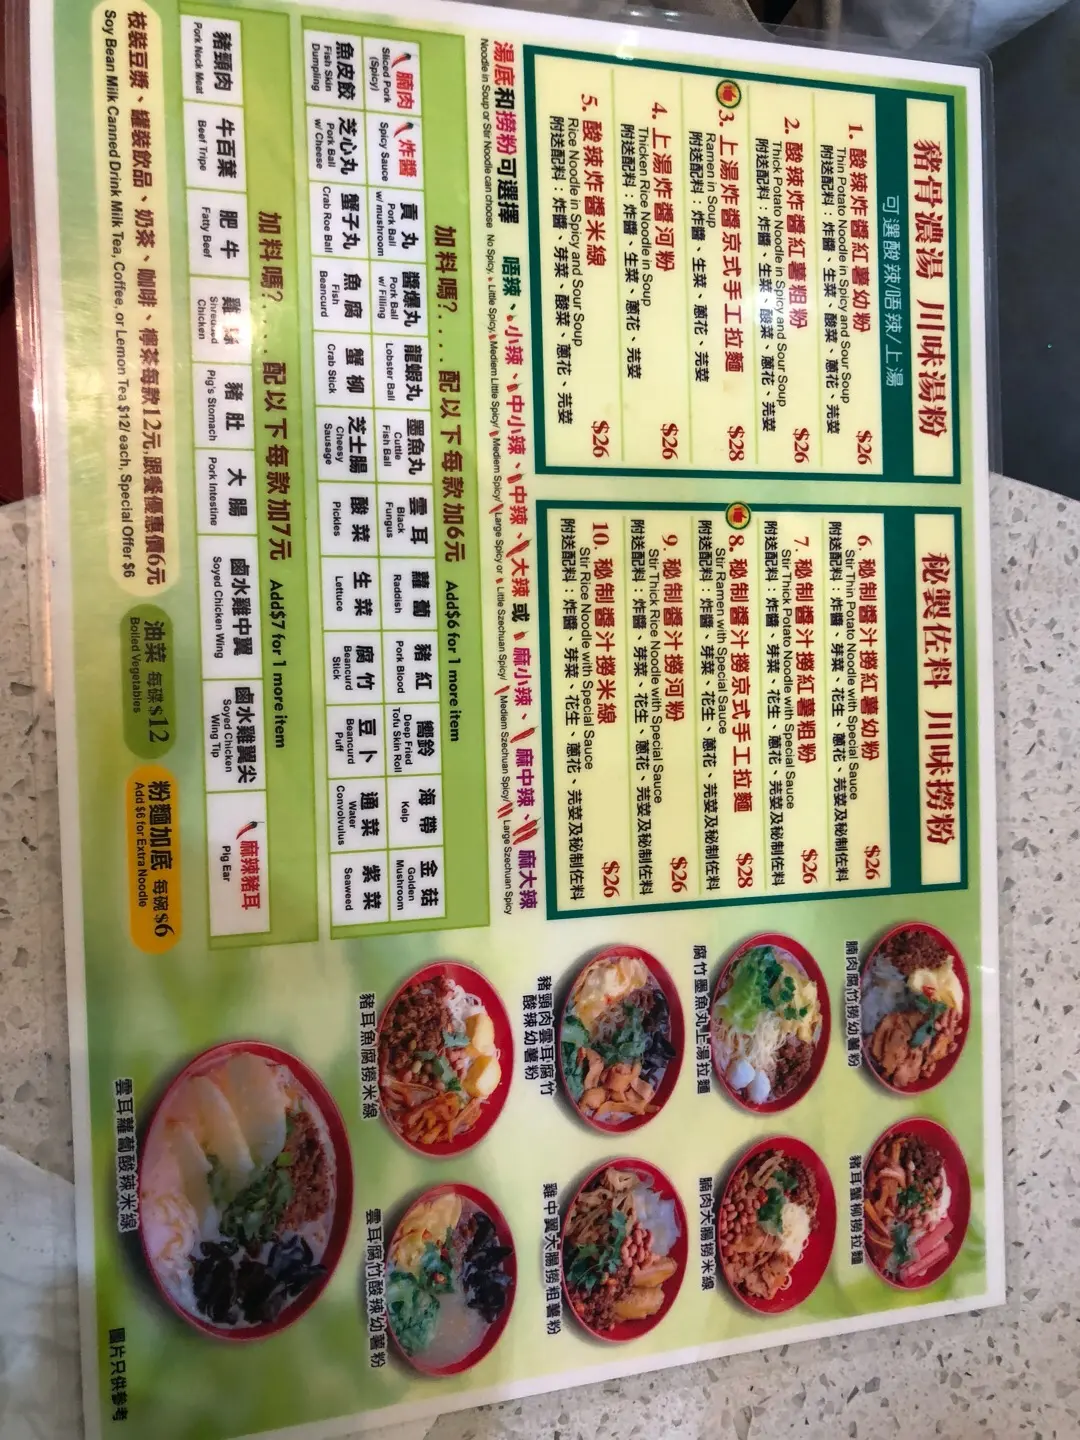 豬骨濃湯 川味湯粉
可選酸辣/唔辣/上湯
1. 酸辣炸醬紅薯幼粉 $26
Thin Potato Noodle in Spicy and Sour Soup
附送配料：炸醬、生菜、酸菜、蔥花、芫荽
2. 酸辣炸醬紅薯粗粉 $26
Thick Potato Noodle in Spicy and Sour Soup
附送配料：炸醬、生菜、酸菜、蔥花、芫荽
3. 上湯炸醬京式手工拉麵 $28
Ramen in Soup
附送配料：炸醬、生菜、蔥花、芫荽
4. 上湯炸醬河粉 $26
Thicken Rice Noodle in Soup
附送配料：炸醬、生菜、蔥花、芫荽
5. 酸辣炸醬米線 $26
Rice Noodle in Spicy and Sour Soup
附送配料：炸醬、芽菜、酸菜、蔥花、芫荽
秘製佐料 川味撈粉
6. 秘制醬汁撈紅薯幼粉 $26
Stir Thin Potato Noodle with Special Sauce
附送配料：炸醬、芽菜、花生、蔥花、芫荽及秘制佐料
7. 秘制醬汁撈紅薯粗粉 $26
Stir Thick Potato Noodle with Special Sauce
附送配料：炸醬、芽菜、花生、蔥花、芫荽及秘制佐料
8. 秘制醬汁撈京式手工拉麵 $28
Stir Ramen with Special Sauce
附送配料：炸醬、芽菜、花生、蔥花、芫荽及秘制佐料
9. 秘制醬汁撈河粉 $26
Stir Thick Rice Noodle with Special Sauce
附送配料：炸醬、芽菜、花生、蔥花、芫荽及秘制佐料
10. 秘制醬汁撈米線 $26
Stir Rice Noodle with Special Sauce
附送配料：炸醬、芽菜、花生、蔥花、芫荽及秘制佐料
湯底和撈粉可選擇 唔辣、小辣、中小辣、中辣、大辣 或 麻小辣、麻中辣、麻大辣
Noodle in Soup or Stir Noodle can choose No Spicy, Little Spicy, Mediem Little Spicy/ Mediem Spicy/ Large Spicy or Little Szechuan Spicy/ Mediem Szechuan Spicy/ Large Szechuan Spicy
加料嗎?.... 配以下每款加6元 Add$6 for 1 more item
腩肉 炸醬 貢丸 醬爆丸 龍蝦丸 墨魚丸 雲耳 蘿蔔 豬紅 響鈴 海帶 金菇
Sliced Pork (Spicy) Spicy Sauce Pork Ball w/ mushroom Pork Ball w/ Filling Lobster Ball Cuttle Fish Ball Black Fungus Raddish Pork Blood Deep Fried Tofu Skin Roll Kelp Golden Mushroom
魚皮餃 芝心丸 蟹子丸 魚腐 蟹柳 芝士腸 酸菜 生菜 腐竹 豆卜 通菜 紫菜
Fish Skin Dumpling Pork Ball w/ Cheese Crab Roe Ball Fish Beancurd Crab Stick Cheesy Sausage Pickles Lettuce Beancurd Stick Beancurd Puff Water Convolvulus Seaweed
加料嗎?.... 配以下每款加7元 Add$7 for 1 more item
豬頸肉 牛百葉 肥牛 雞絲 豬肚 大腸 鹵水雞中翼 鹵水雞翼尖 麻辣豬耳
Pork Neck Meat Beef Tripe Fatty Beef Shredded Chicken Pig's Stomach Pork Intestine Soyed Chicken Wing Soyed Chicken Wing Tip Pig Ear
枝裝豆漿、罐裝飲品、奶茶、咖啡、檸茶每款12元,跟餐優惠價6元
Soy Bean Milk Canned Drink Milk Tea, Coffee, or Lemon Tea $12/ each, Special Offer $6
油菜 每碟$12
Boiled Vegetables
粉麵加底 每碗$6
Add $6 for Extra Noodle
腩肉腐竹撈幼薯粉
豬耳蟹柳撈拉麵
腐竹墨魚丸上湯拉麵
腩肉大腸撈米線
豬頸肉雲耳腐竹
酸辣幼薯粉
雞中翼大腸撈粗薯粉
豬耳魚腐撈米線
雲耳腐竹酸辣幼薯粉
雲耳蘿蔔酸辣米線
圖片只供參考